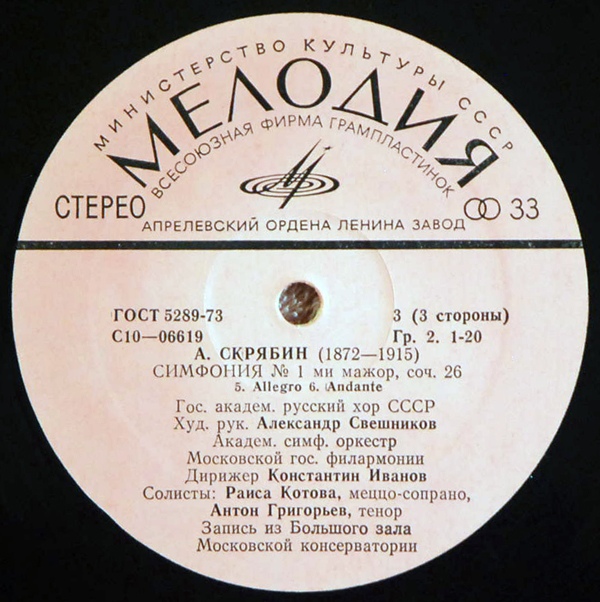 МИНИСТЕРСТВО КУЛЬТУРЫ СССР
МЕЛОДИЯ
ВСЕСОЮЗНАЯ ФИРМА ГРАМПЛАСТИНОК
СТЕРЕО
33
АПРЕЛЕВСКИЙ ОРДЕНА ЛЕНИНА ЗАВОД
ГОСТ 5289-73 3 (3 стороны)
С10—06619 Гр. 2. 1-20
А. СКРЯБИН (1872—1915)
СИМФОНИЯ № 1 ми мажор, соч. 26
5. Allegro 6. Andante
Гос. академ. русский хор СССР
Худ. рук. Александр Свешников
Академ. симф. оркестр
Московской гос. филармонии
Дирижер Константин Иванов
Солисты: Раиса Котова, меццо-сопрано,
Антон Григорьев, тенор
Запись из Большого зала
Московской консерватории